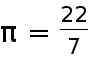 π = 22/7